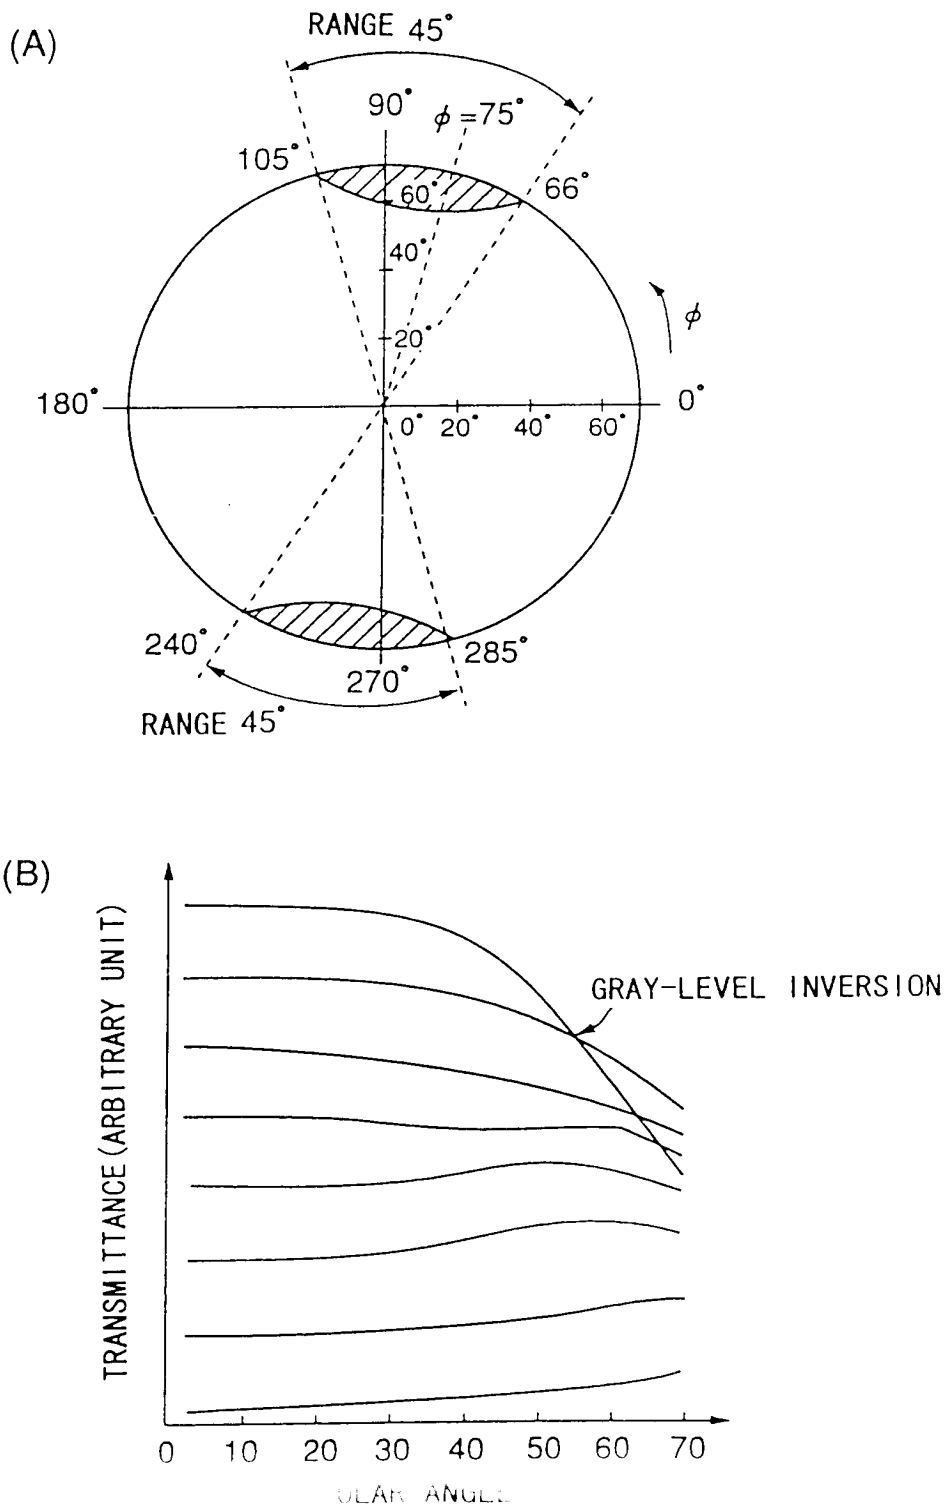 (A)
RANGE 45°
90°
φ =75°
105°
66°
60°
40°
20°
φ
180°
0°
0° 20° 40° 60°
240°
285°
270°
RANGE 45°
(B)
TRANSMITTANCE (ARBITRARY UNIT)
GRAY-LEVEL INVERSION
0 10 20 30 40 50 60 70
ANGLE